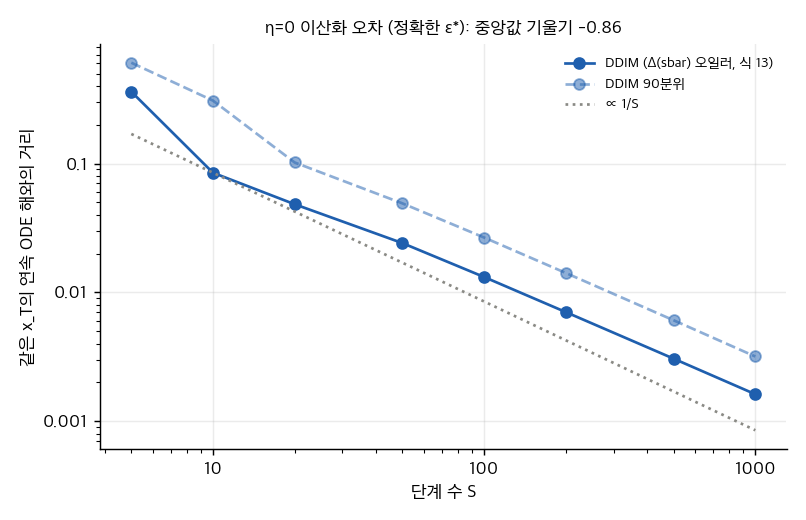 η=0 이산화 오차 (정확한 ε*): 중앙값 기울기 −0.86
DDIM (Δ(sbar) 오일러, 식 13)
DDIM 90분위
∝ 1/S
같은 x_T의 연속 ODE 해와의 거리
0.1
0.01
0.001
10
100
1000
단계 수 S